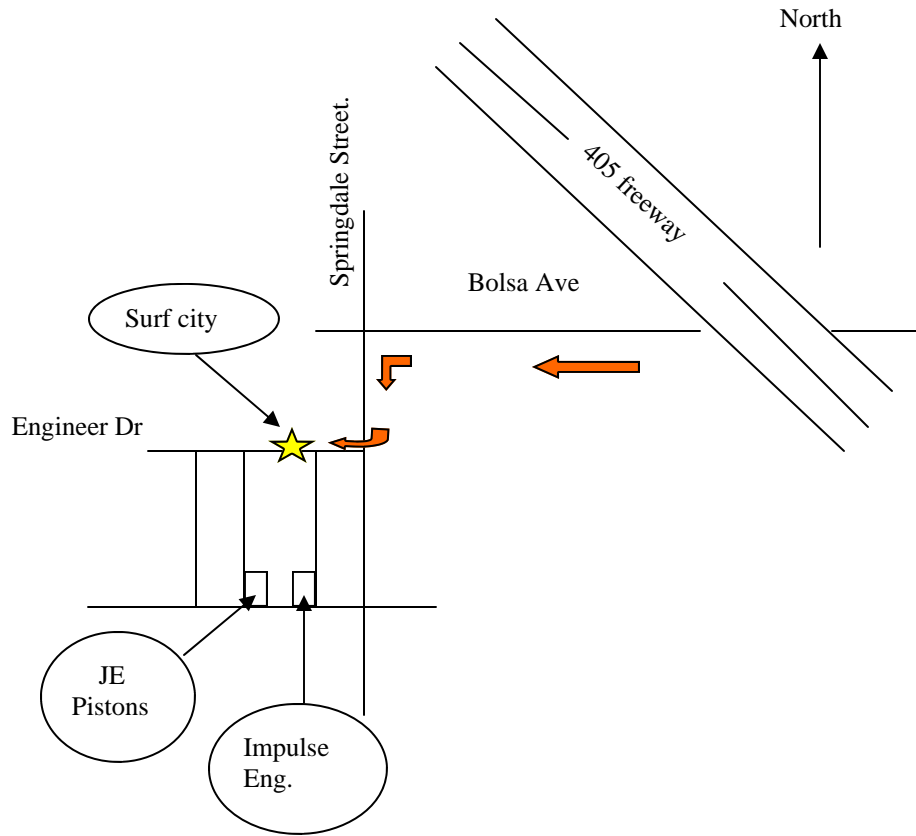 North
Springdale Street.
405 freeway
Bolsa Ave
Surf city
Engineer Dr
JE
Pistons
Impulse
Eng.